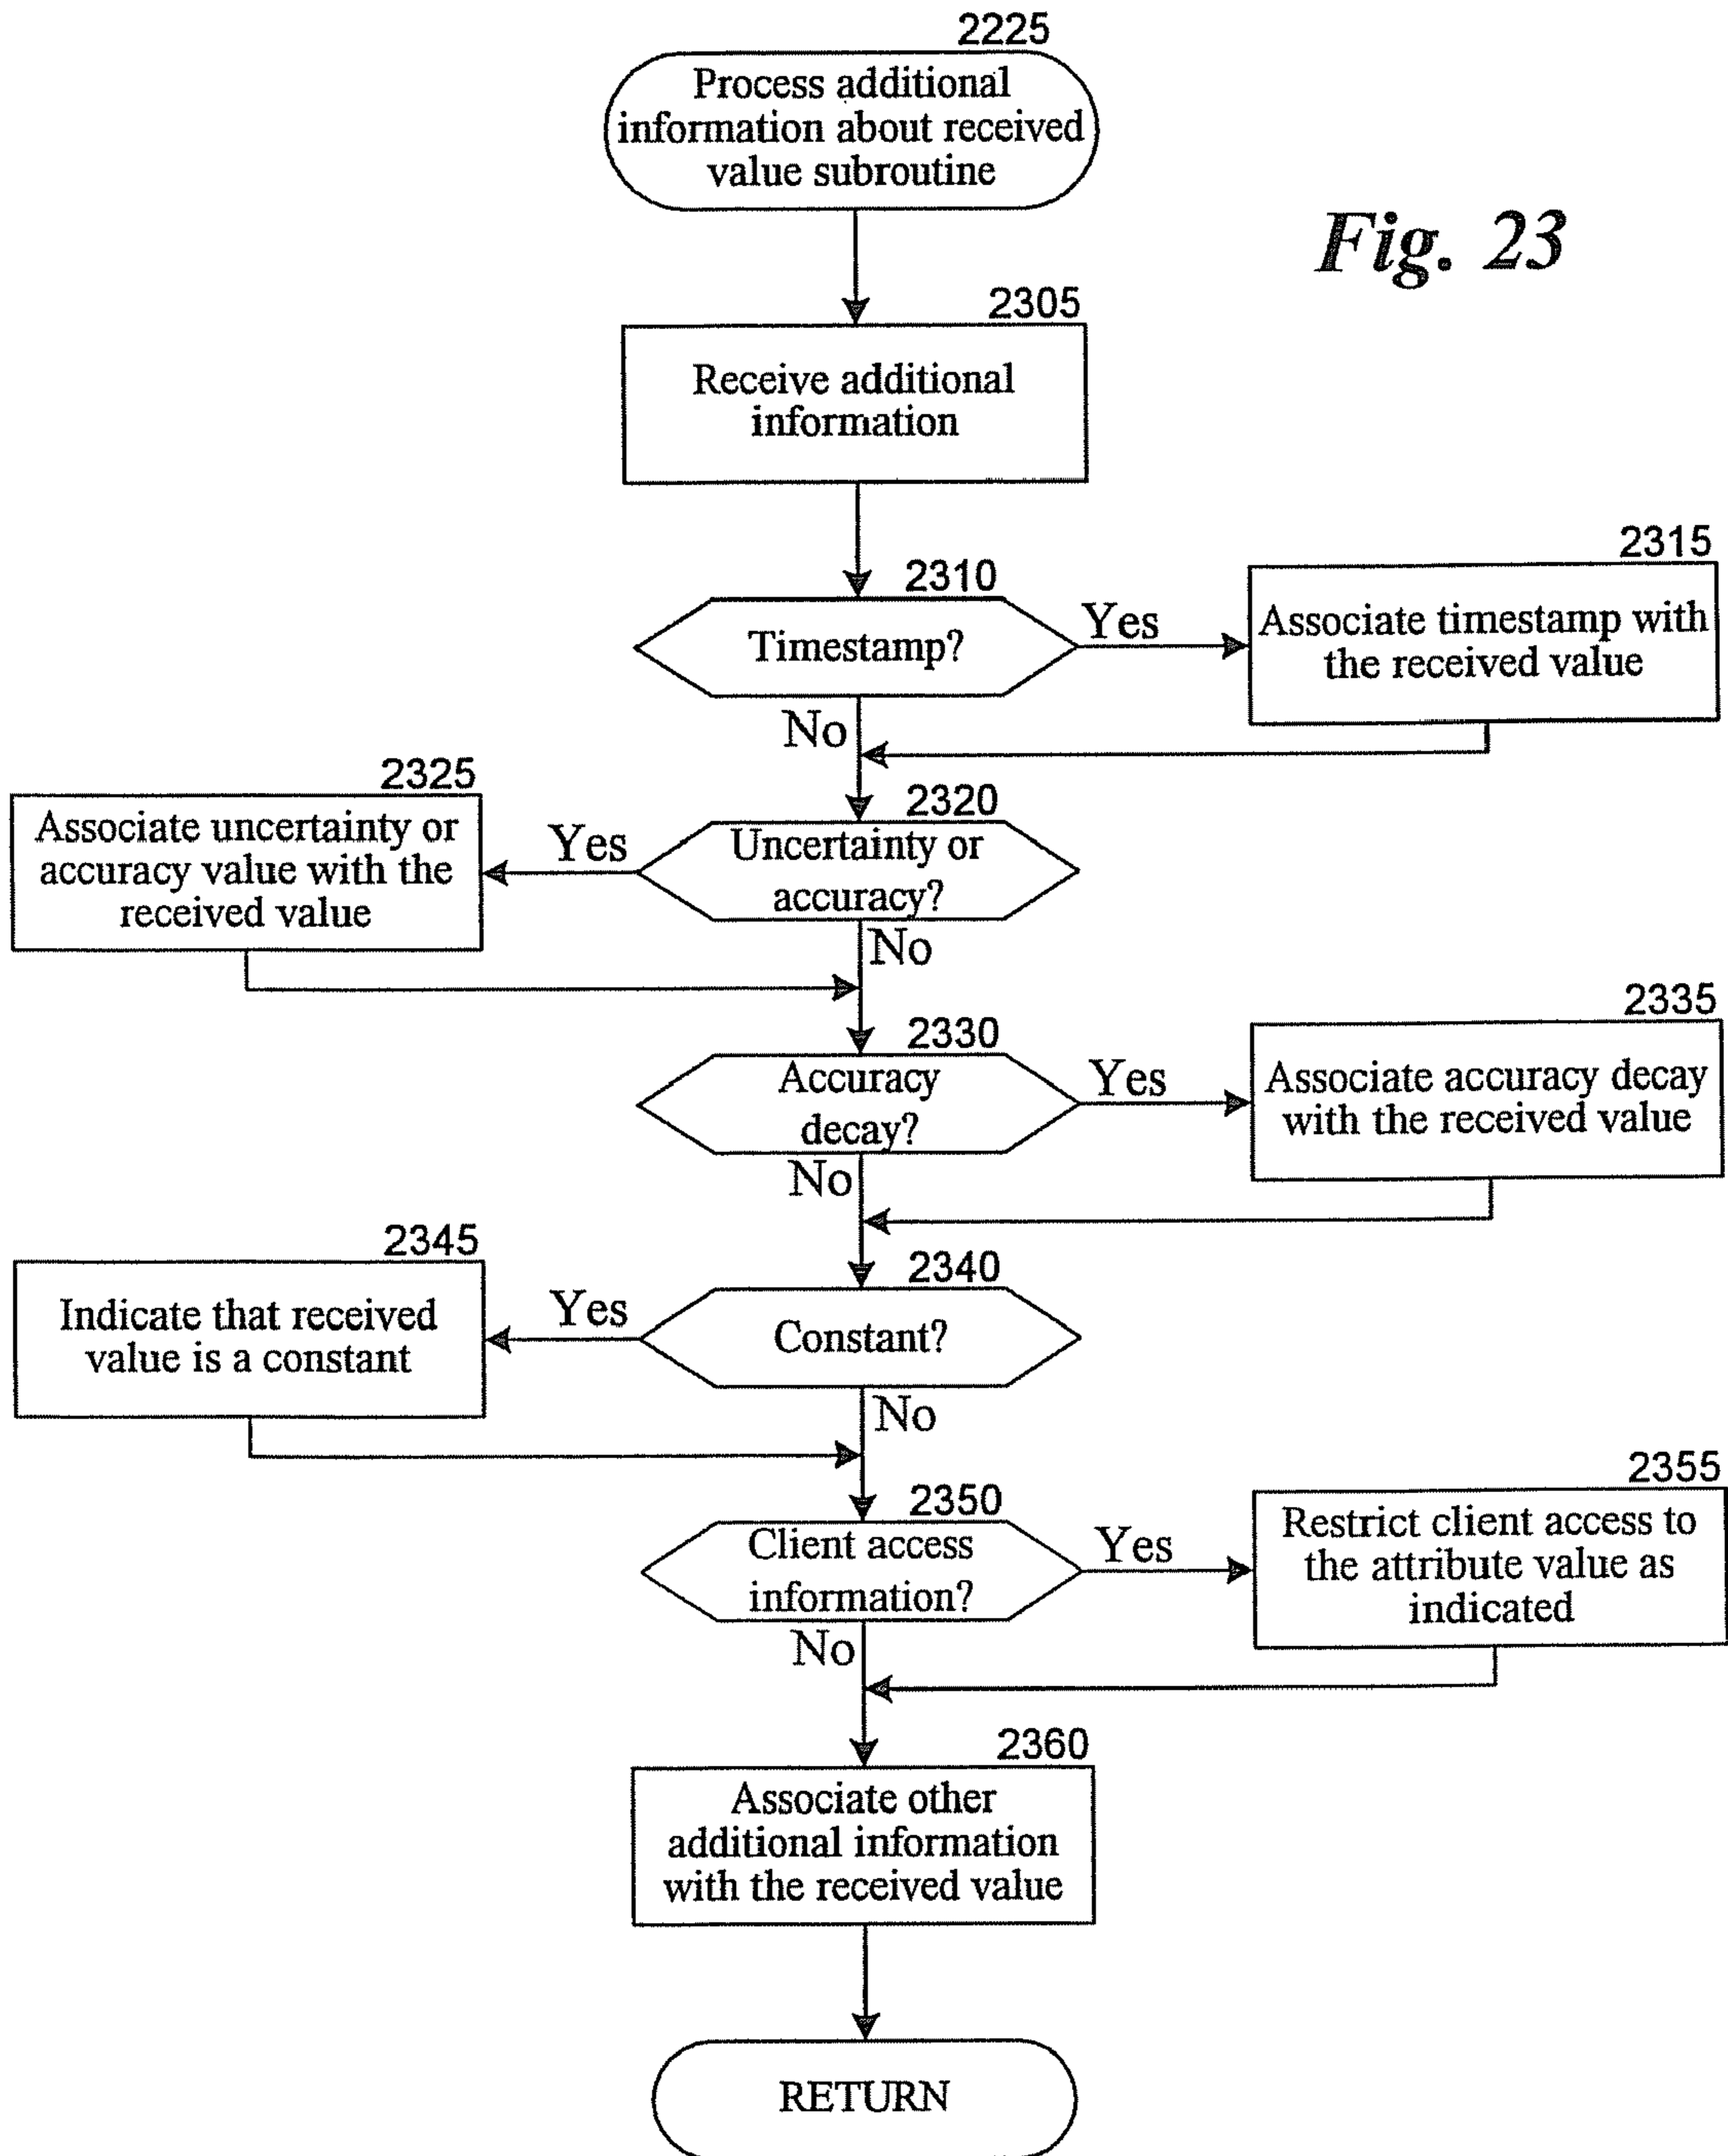 2225
Process additional
information about received
value subroutine
Fig. 23
2305
Receive additional
information
2310
Timestamp?
Yes
2315
Associate timestamp with
the received value
No
2320
Uncertainty or
accuracy?
Yes
2325
Associate uncertainty or
accuracy value with the
received value
No
2330
Accuracy
decay?
Yes
2335
Associate accuracy decay
with the received value
No
2340
Constant?
Yes
2345
Indicate that received
value is a constant
No
2350
Client access
information?
Yes
2355
Restrict client access to
the attribute value as
indicated
No
2360
Associate other
additional information
with the received value
RETURN